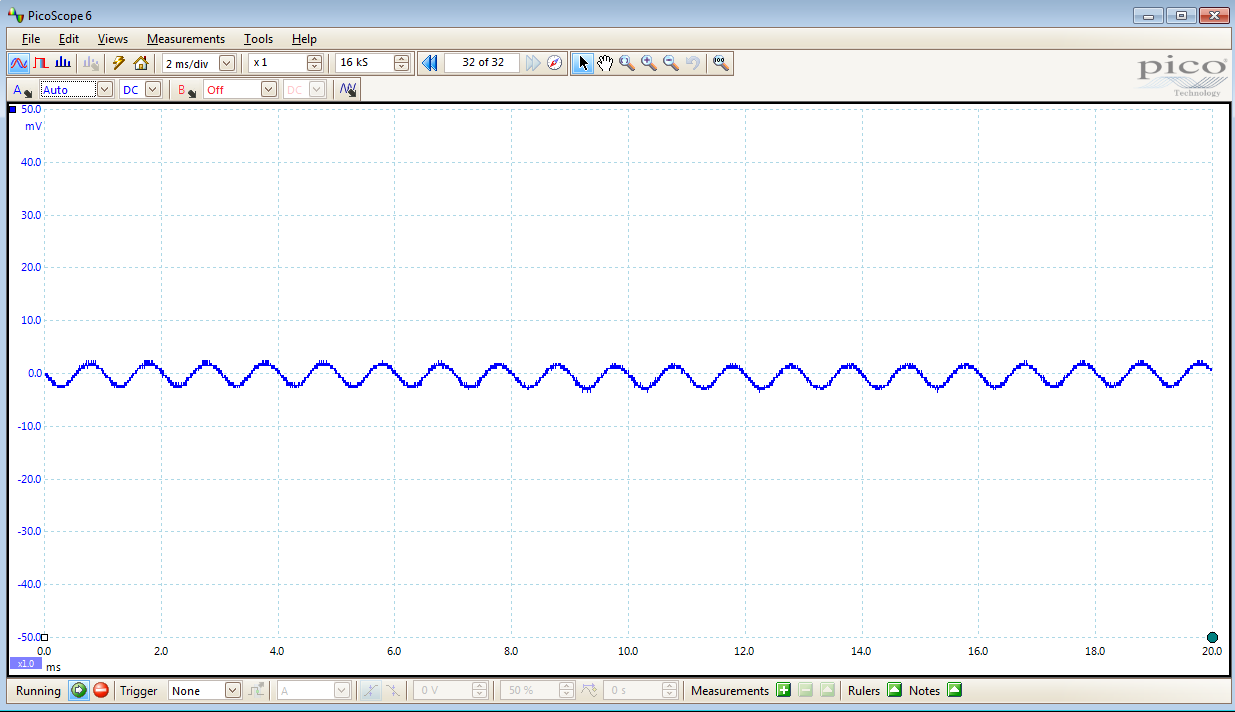 PicoScope 6
File Edit Views Measurements Tools Help
2 ms/div x 1 16 kS 32 of 32
pico
Technology
A Auto DC B Off DC
50.0
mV
40.0
30.0
20.0
10.0
0.0
-10.0
-20.0
-30.0
-40.0
-50.0
0.0 2.0 4.0 6.0 8.0 10.0 12.0 14.0 16.0 18.0 20.0
x1.0
ms
Running Trigger None A 0 V 50 % 0 s Measurements Rulers Notes